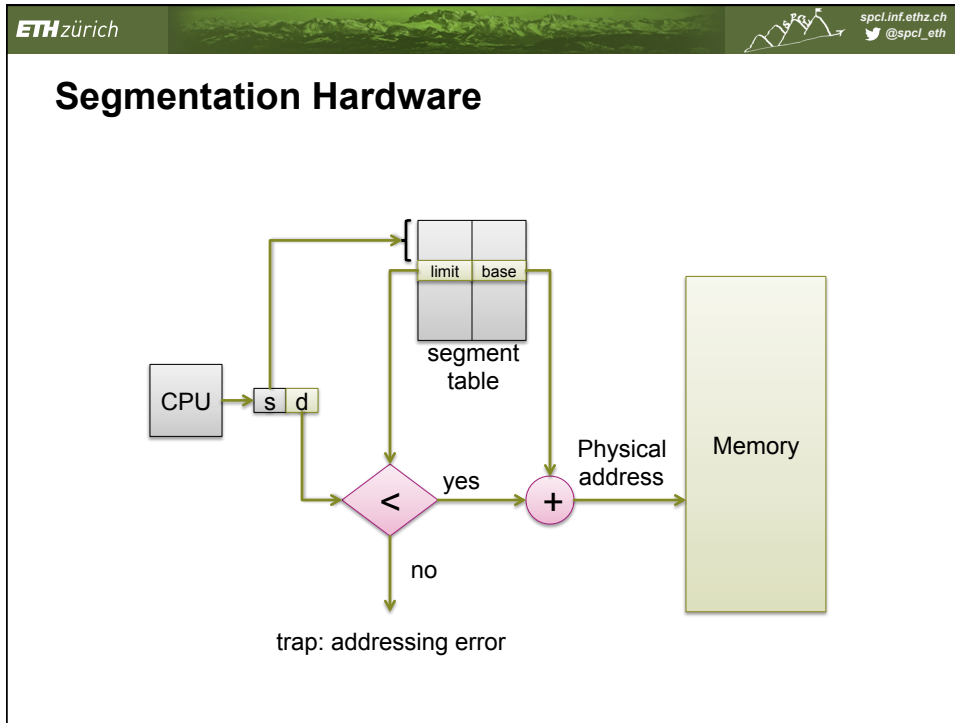 ETH zürich
spcl.inf.ethz.ch
@spcl_eth
Segmentation Hardware
limit base
segment
table
CPU
s d
Physical
address
Memory
< yes +
no
trap: addressing error